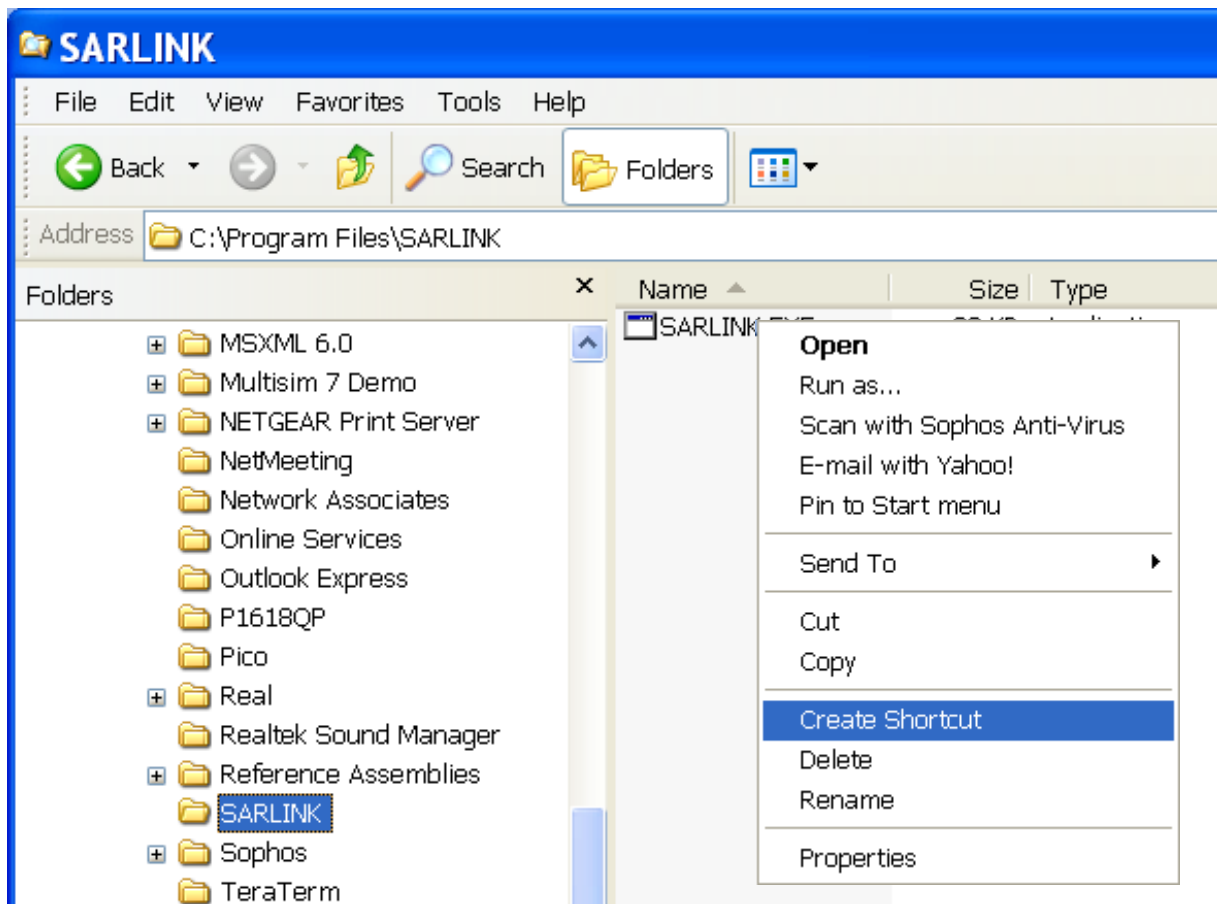 SARLINK
File Edit View Favorites Tools Help
Back Search Folders
Address C:\Program Files\SARLINK
Folders
Name Size Type
MSXML 6.0
Multisim 7 Demo
NETGEAR Print Server
NetMeeting
Network Associates
Online Services
Outlook Express
P1618QP
Pico
Real
Realtek Sound Manager
Reference Assemblies
SARLINK
Sophos
TeraTerm
SARLINK.EXE
Open
Run as...
Scan with Sophos Anti-Virus
E-mail with Yahoo!
Pin to Start menu
Send To
Cut
Copy
Create Shortcut
Delete
Rename
Properties